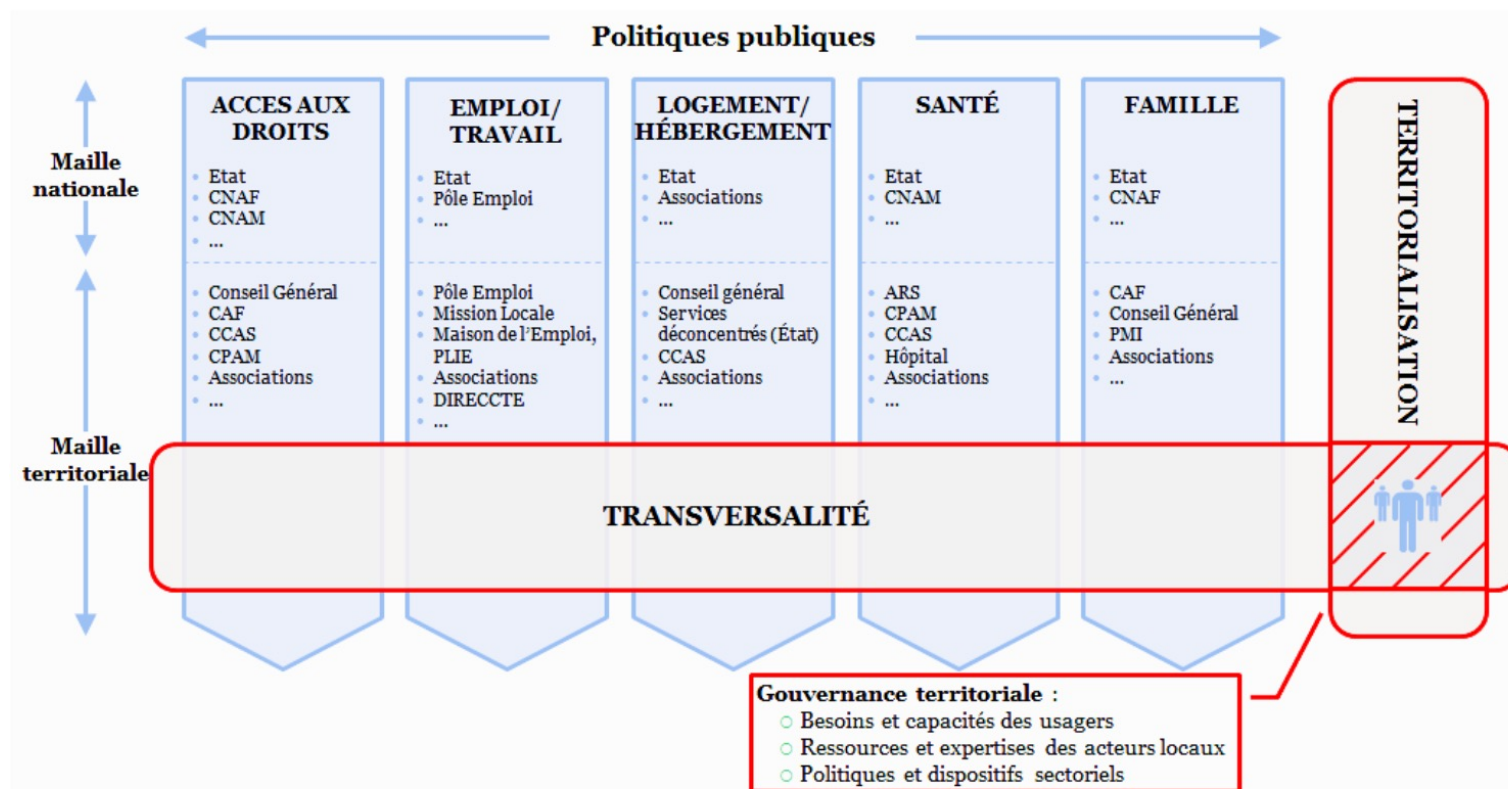 Politiques publiques
Maille
nationale
Maille
territoriale
ACCES AUX
DROITS
Etat
CNAF
CNAM
...
Conseil Général
CAF
CCAS
CPAM
Associations
...
EMPLOI/
TRAVAIL
Etat
Pôle Emploi
...
Pôle Emploi
Mission Locale
Maison de l'Emploi,
PLIE
Associations
DIRECCTE
...
LOGEMENT/
HÉBERGEMENT
Etat
Associations
...
Conseil général
Services
déconcentrés (État)
CCAS
Associations
...
SANTÉ
Etat
CNAM
...
ARS
CPAM
CCAS
Hôpital
Associations
...
FAMILLE
Etat
CNAF
...
CAF
Conseil Général
PMI
Associations
...
TERRITORIALISATION
TRANSVERSALITÉ
Gouvernance territoriale :
Besoins et capacités des usagers
Ressources et expertises des acteurs locaux
Politiques et dispositifs sectoriels